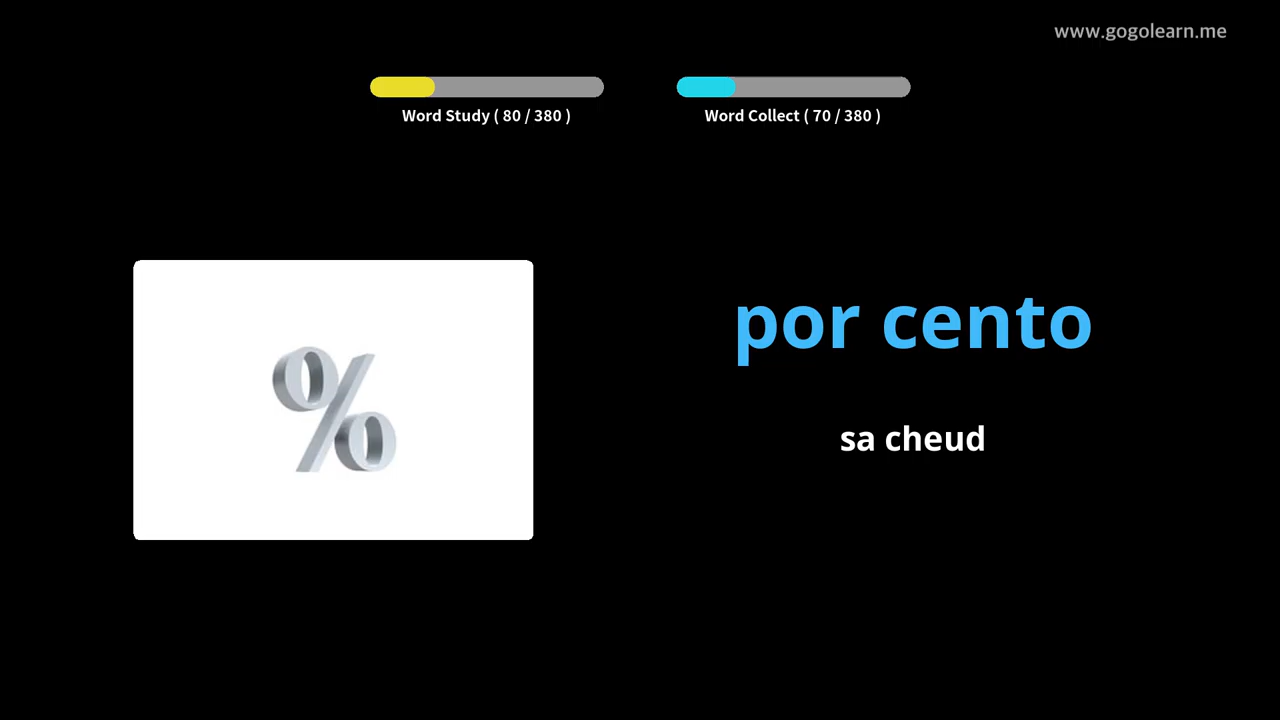 www.gogolearn.me
Word Study ( 80 / 380 )
Word Collect ( 70 / 380 )
%
por cento
sa cheud